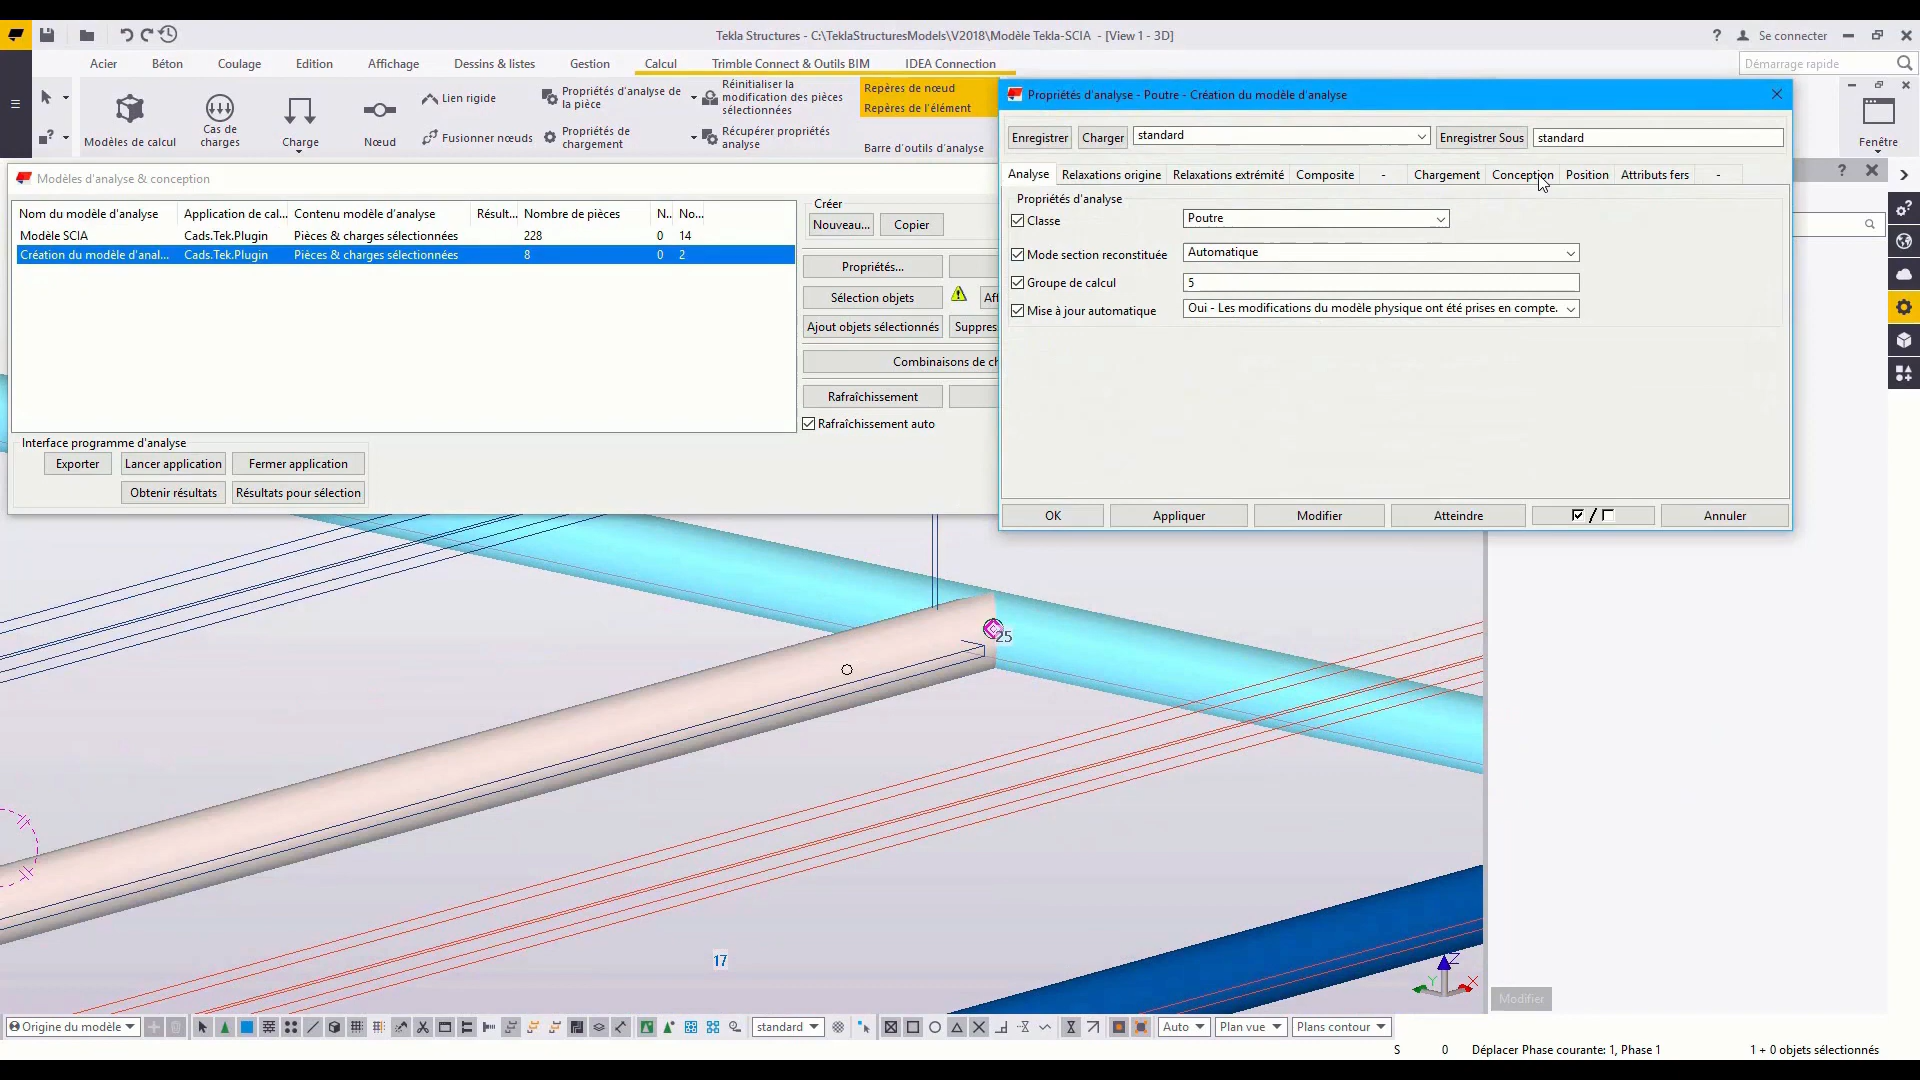 Tekla Structures - C:\TeklaStructuresModels\V2018\Modèle Tekla-SCIA - [View 1 - 3D]
? Se connecter
Acier Béton Coulage Edition Affichage Dessins & listes Gestion Calcul Trimble Connect & Outils BIM IDEA Connection
Démarrage rapide
Modèles de calcul
Cas de
charges
Charge
Nœud
Lien rigide
Fusionner nœuds
Propriétés d'analyse de
la pièce
Propriétés de
chargement
Réinitialiser la
modification des pièces
sélectionnées
Récupérer propriétés
analyse
Repères de nœud
Repères de l'élément
Barre d'outils d'analyse
Fenêtre
Modèles d'analyse & conception
Nom du modèle d'analyse Application de cal... Contenu modèle d'analyse Résult... Nombre de pièces N.. No...
Modèle SCIA Cads.Tek.Plugin Pièces & charges sélectionnées 228 0 14
Création du modèle d'anal... Cads.Tek.Plugin Pièces & charges sélectionnées 8 0 2
Créer
Nouveau... Copier
Propriétés...
Sélection objets Aff
Ajout objets sélectionnés Suppres
Combinaisons de ch
Rafraîchissement
Rafraîchissement auto
Interface programme d'analyse
Exporter Lancer application Fermer application
Obtenir résultats Résultats pour sélection
Propriétés d'analyse - Poutre - Création du modèle d'analyse
Enregistrer Charger standard Enregistrer Sous standard
Analyse Relaxations origine Relaxations extrémité Composite - Chargement Conception Position Attributs fers -
Propriétés d'analyse
Classe Poutre
Mode section reconstituée Automatique
Groupe de calcul 5
Mise à jour automatique Oui - Les modifications du modèle physique ont été prises en compte.
OK Appliquer Modifier Atteindre / Annuler
25
17
Z
Y
X
Modifier
Origine du modèle standard Auto Plan vue Plans contour
S 0 Déplacer Phase courante: 1, Phase 1 1 + 0 objets sélectionnés